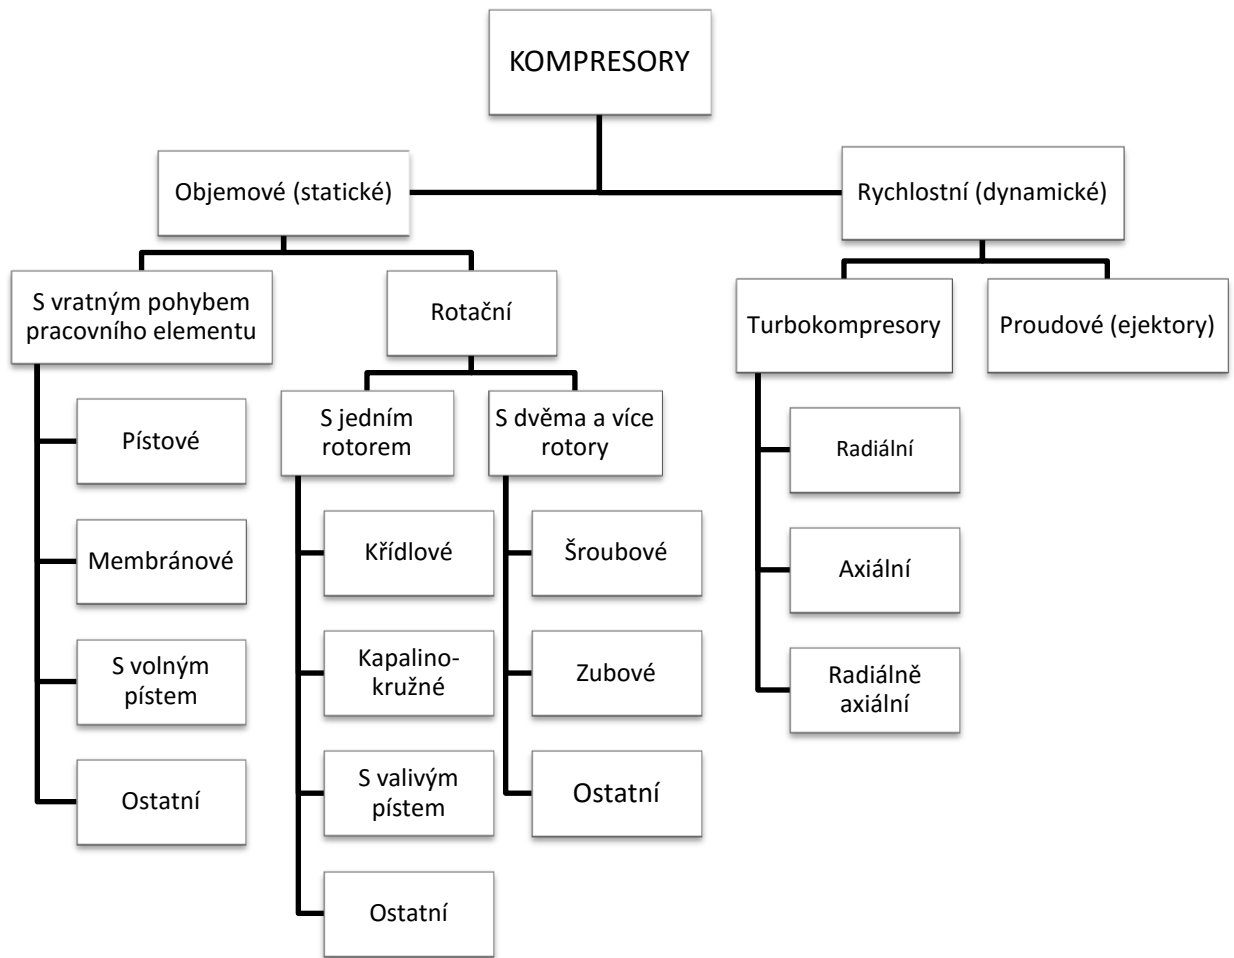 KOMPRESORY
Objemové (statické)
Rychlostní (dynamické)
S vratným pohybem
pracovního elementu
Rotační
Turbokompresory
Proudové (ejektory)
S jedním
rotorem
S dvěma a více
rotory
Pístové
Membránové
S volným
pístem
Ostatní
Křídlové
Kapalino-
kružné
S valivým
pístem
Ostatní
Šroubové
Zubové
Ostatní
Radiální
Axiální
Radiálně
axiální